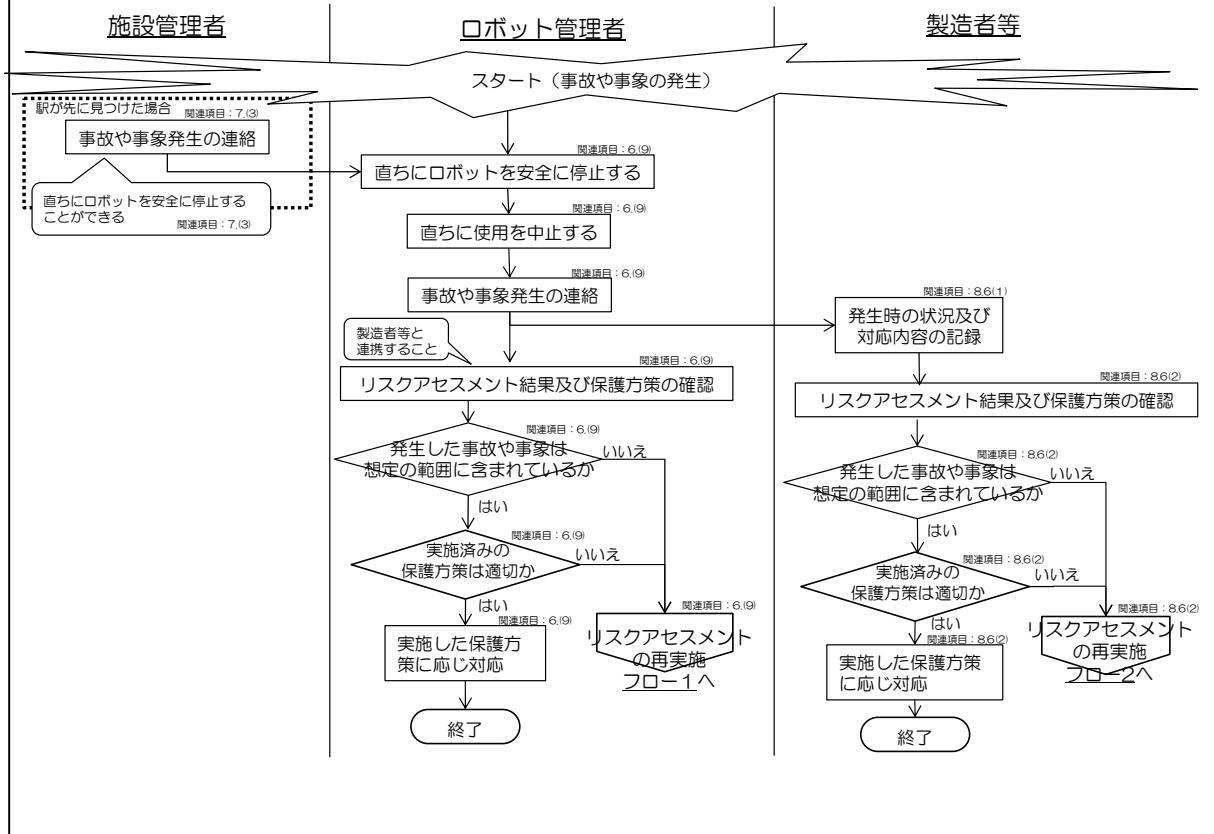 施設管理者
ロボット管理者
製造者等
スタート（事故や事象の発生）
駅が先に見つけた場合
関連項目：7.(3)
事故や事象発生の連絡
直ちにロボットを安全に停止する
ことができる
関連項目：7.(3)
関連項目：6.(9)
直ちにロボットを安全に停止する
関連項目：6.(9)
直ちに使用を中止する
関連項目：6.(9)
事故や事象発生の連絡
製造者等と
連携すること
関連項目：6.(9)
リスクアセスメント結果及び保護方策の確認
関連項目：6.(9)
発生した事故や事象は
想定の範囲に含まれているか
いいえ
はい
関連項目：6.(9)
実施済みの
保護方策は適切か
いいえ
はい
関連項目：6.(9)
実施した保護方
策に応じ対応
関連項目：6.(9)
リスクアセスメント
の再実施
フロー1へ
終了
関連項目：8.6(1)
発生時の状況及び
対応内容の記録
関連項目：8.6(2)
リスクアセスメント結果及び保護方策の確認
関連項目：8.6(2)
発生した事故や事象は
想定の範囲に含まれているか
いいえ
はい
関連項目：8.6(2)
実施済みの
保護方策は適切か
いいえ
はい
関連項目：8.6(2)
実施した保護方策
に応じ対応
関連項目：8.6(2)
リスクアセスメント
の再実施
フロー2へ
終了